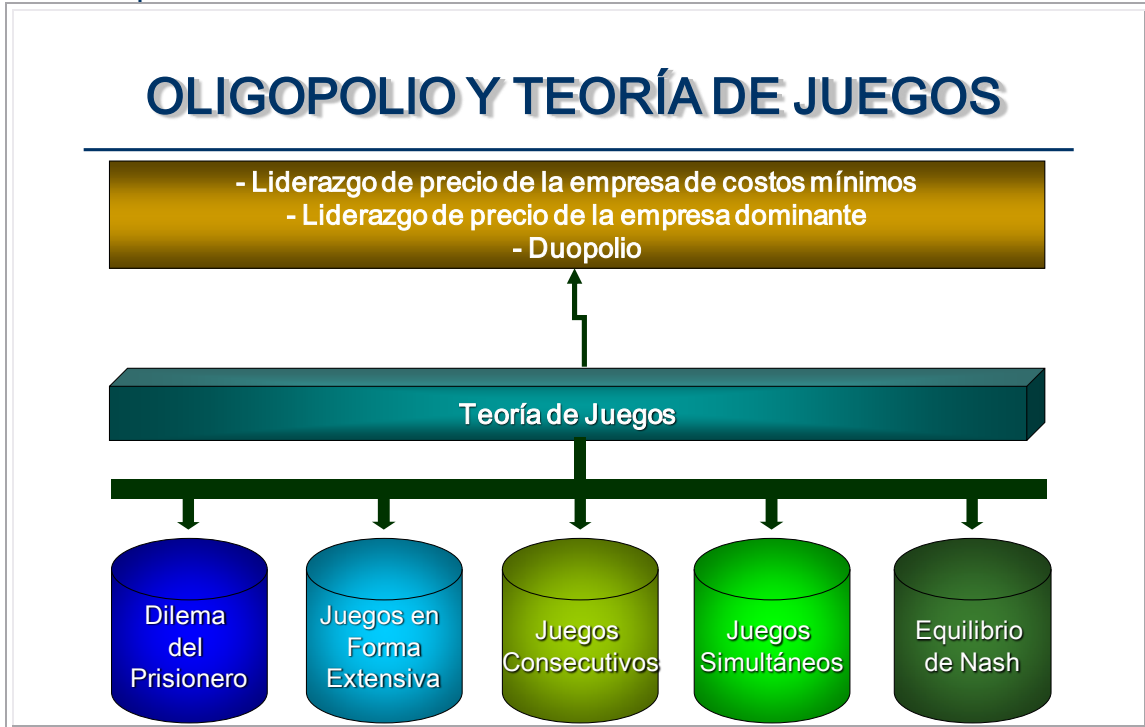 OLIGOPOLIO Y TEORÍA DE JUEGOS
- Liderazgo de precio de la empresa de costos mínimos
- Liderazgo de precio de la empresa dominante
- Duopolio
Teoría de Juegos
Dilema
del
Prisionero
Juegos en
Forma
Extensiva
Juegos
Consecutivos
Juegos
Simultáneos
Equilibrio
de Nash